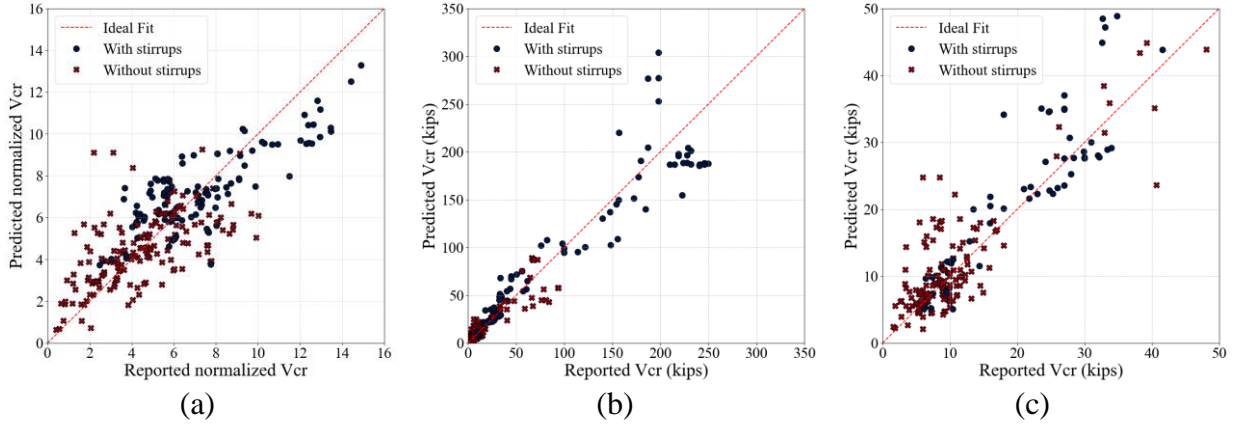 Ideal Fit
With stirrups
Without stirrups
16
14
12
10
8
6
4
2
0
0 2 4 6 8 10 12 14 16
Predicted normalized Vcr
Reported normalized Vcr
(a)
Ideal Fit
With stirrups
Without stirrups
350
300
250
200
150
100
50
0
0 50 100 150 200 250 300 350
Predicted Vcr (kips)
Reported Vcr (kips)
(b)
Ideal Fit
With stirrups
Without stirrups
50
40
30
20
10
0
0 10 20 30 40 50
Predicted Vcr (kips)
Reported Vcr (kips)
(c)